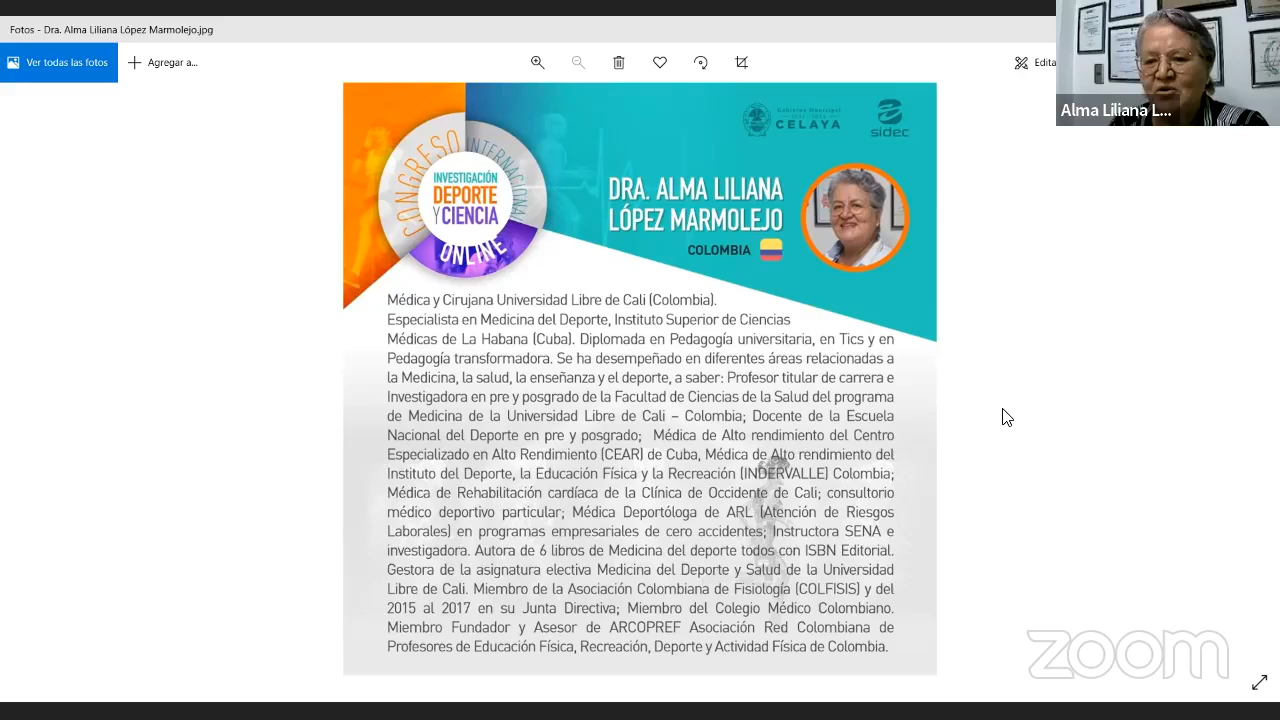 Fotos - Dra. Alma Liliana López Marmolejo.jpg
Ver todas las fotos
Agregar a...
Edita
Alma Liliana L...
CONGRESO INTERNACIONAL
INVESTIGACIÓN
DEPORTE
Y CIENCIA
ONLINE
Gobierno Municipal
CELAYA
sidec
DRA. ALMA LILIANA
LÓPEZ MARMOLEJO
COLOMBIA
Médica y Cirujana Universidad Libre de Cali (Colombia).
Especialista en Medicina del Deporte, Instituto Superior de Ciencias
Médicas de La Habana (Cuba). Diplomada en Pedagogía universitaria, en Tics y en
Pedagogía transformadora. Se ha desempeñado en diferentes áreas relacionadas a
la Medicina, la salud, la enseñanza y el deporte, a saber: Profesor titular de carrera e
Investigadora en pre y posgrado de la Facultad de Ciencias de la Salud del programa
de Medicina de la Universidad Libre de Cali – Colombia; Docente de la Escuela
Nacional del Deporte en pre y posgrado; Médica de Alto rendimiento del Centro
Especializado en Alto Rendimiento (CEAR) de Cuba, Médica de Alto rendimiento del
Instituto del Deporte, la Educación Física y la Recreación (INDERVALLE) Colombia;
Médica de Rehabilitación cardíaca de la Clínica de Occidente de Cali; consultorio
médico deportivo particular; Médica Deportóloga de ARL (Atención de Riesgos
Laborales) en programas empresariales de cero accidentes; Instructora SENA e
investigadora. Autora de 6 libros de Medicina del deporte todos con ISBN Editorial.
Gestora de la asignatura electiva Medicina del Deporte y Salud de la Universidad
Libre de Cali. Miembro de la Asociación Colombiana de Fisiología (COLFISIS) y del
2015 al 2017 en su Junta Directiva; Miembro del Colegio Médico Colombiano.
Miembro Fundador y Asesor de ARCOPREF Asociación Red Colombiana de
Profesores de Educación Física, Recreación, Deporte y Actividad Física de Colombia.
zoom